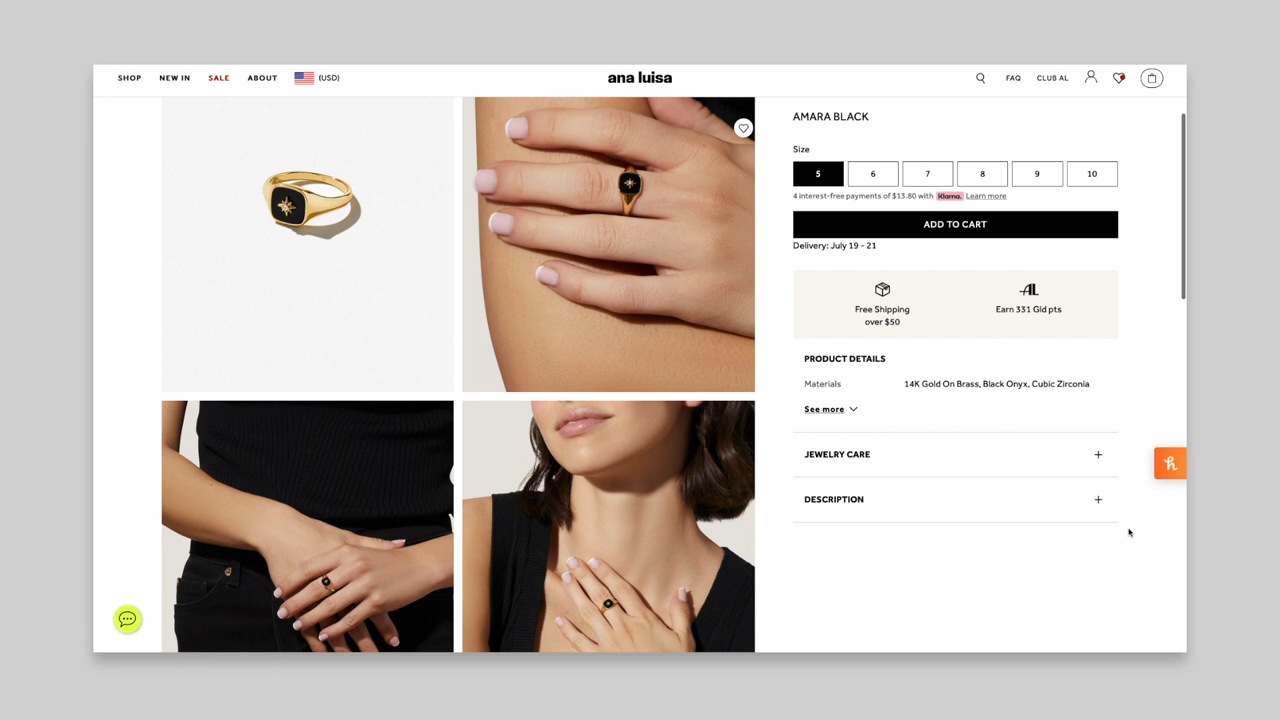 SHOP NEW IN SALE ABOUT (USD) ana luisa FAQ CLUB AL
AMARA BLACK
Size
5 6 7 8 9 10
4 interest-free payments of $13.80 with Klarna. Learn more
ADD TO CART
Delivery: July 19 - 21
AL
Free Shipping
over $50
Earn 331 Gld pts
PRODUCT DETAILS
Materials 14K Gold On Brass, Black Onyx, Cubic Zirconia
See more
JEWELRY CARE +
DESCRIPTION +
h